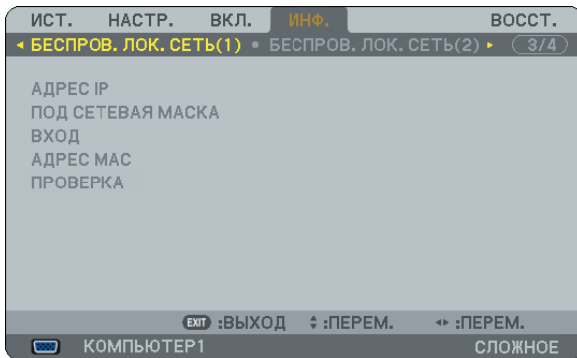 ИСТ. НАСТР. ВКЛ. ИНФ. ВОССТ.
БЕСПРОВ. ЛОК. СЕТЬ(1) БЕСПРОВ. ЛОК. СЕТЬ(2) 3/4
АДРЕС IP
ПОД СЕТЕВАЯ МАСКА
ВХОД
АДРЕС MAC
ПРОВЕРКА
EXIT :ВЫХОД :ПЕРЕМ. :ПЕРЕМ.
КОМПЬЮТЕР1 СЛОЖНОЕ